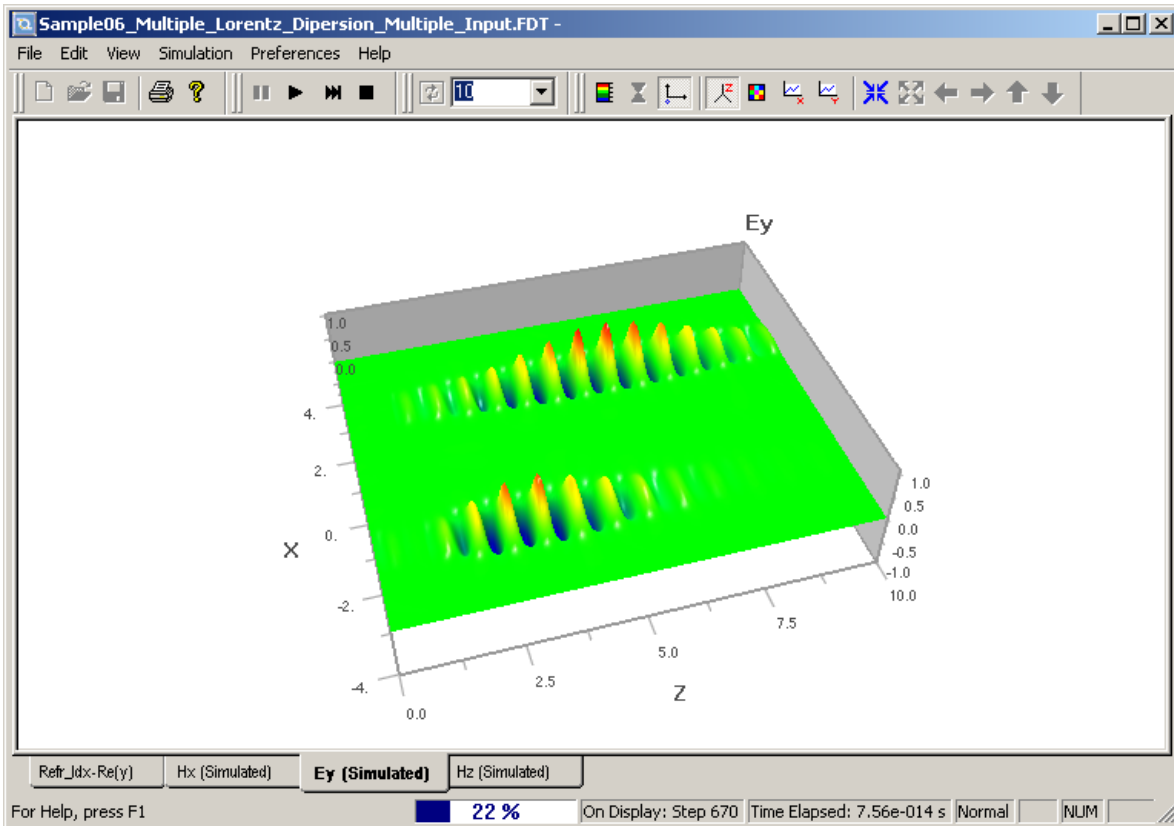 Sample06_Multiple_Lorentz_Dipersion_Multiple_Input.FDT -
File Edit View Simulation Preferences Help
10
Ey
1.0
0.5
0.0
4.
2.
0.
-2.
-4.
X
1.0
0.5
0.0
-0.5
-1.0
10.0
7.5
5.0
2.5
0.0
Z
Refr_Idx-Re(y) Hx (Simulated) Ey (Simulated) Hz (Simulated)
For Help, press F1 22 % On Display: Step 670 Time Elapsed: 7.56e-014 s Normal NUM